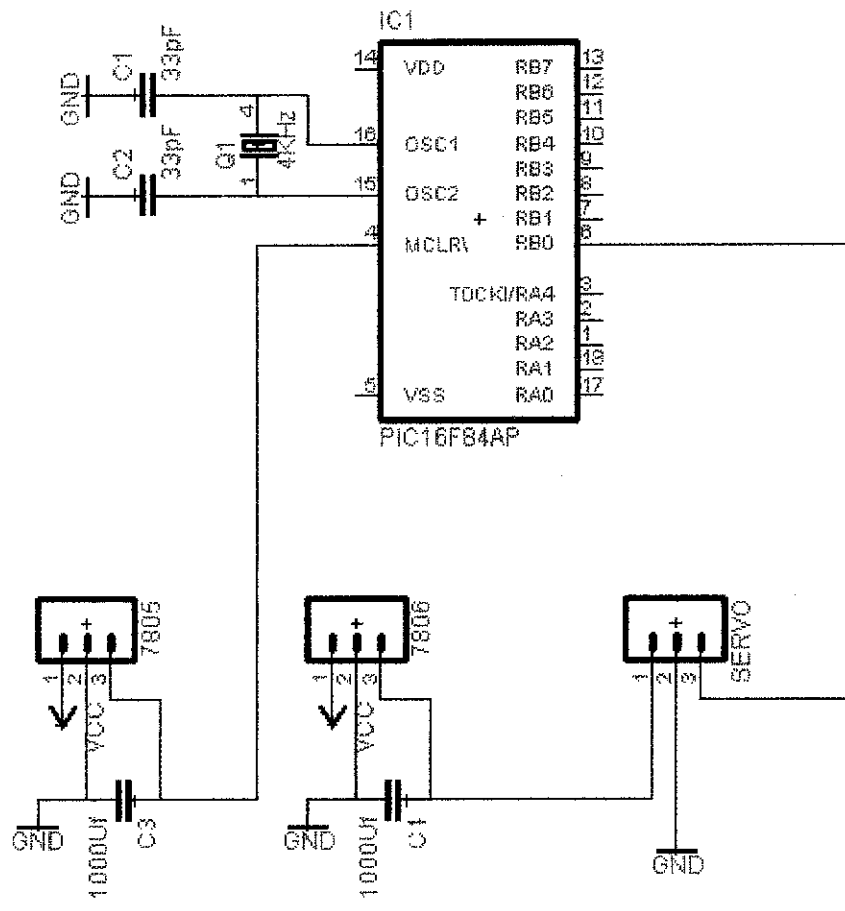 IC1
14
VDD
RB7
13
RB6
12
RB5
11
16
OSC1
RB4
10
RB3
9
15
OSC2
RB2
8
RB1
7
4
MCLR\
RB0
6
TOCKI/RA4
3
RA3
2
RA2
1
RA1
18
5
VSS
RA0
17
PIC16F84AP
GND
C1
33pF
GND
C2
33pF
Q1
4
1
4KHz
7805
1
2
3
VCC
GND
1000Uf
C3
7806
1
2
3
VCC
GND
1000Uf
C4
SERVO
1
2
3
GND